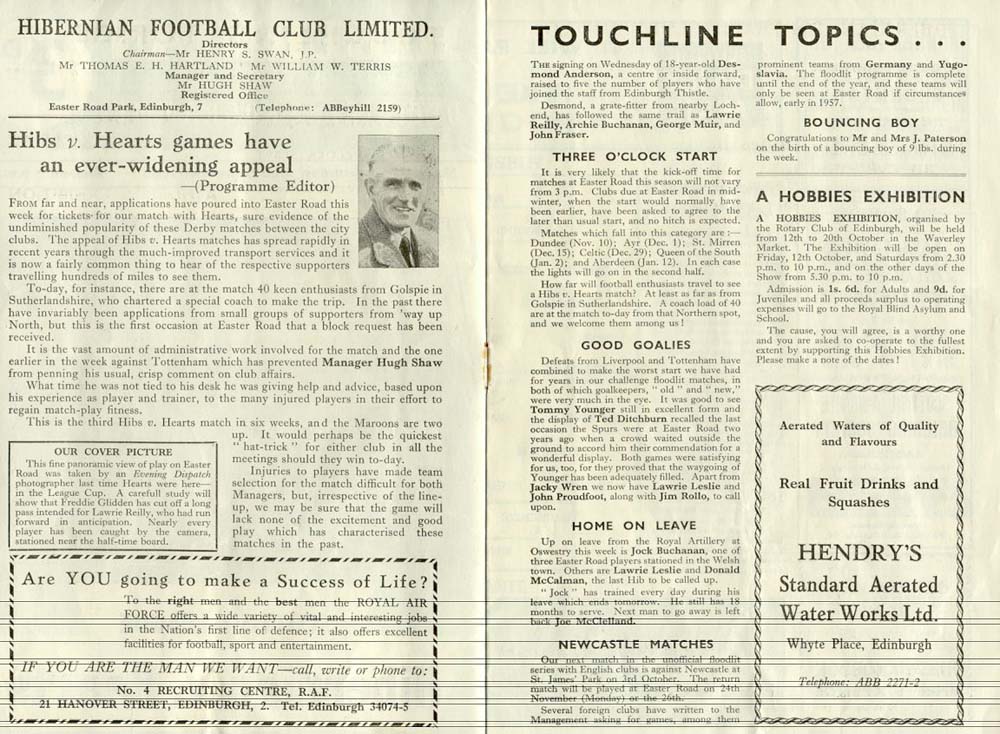 HIBERNIAN FOOTBALL CLUB LIMITED.
Directors
Chairman—Mr HENRY S. SWAN, J.P.
Mr THOMAS E. H. HARTLAND Mr WILLIAM W. TERRIS
Manager and Secretary
Mr HUGH SHAW
Registered Office
Easter Road Park, Edinburgh, 7 (Telephone: ABBeyhill 2159)
Hibs v. Hearts games have
an ever-widening appeal
—(Programme Editor)
FROM far and near, applications have poured into Easter Road this
week for tickets for our match with Hearts, sure evidence of the
undiminished popularity of these Derby matches between the city
clubs. The appeal of Hibs v. Hearts matches has spread rapidly in
recent years through the much-improved transport services and it
is now a fairly common thing to hear of the respective supporters
travelling hundreds of miles to see them.
To-day, for instance, there are at the match 40 keen enthusiasts from Golspie in
Sutherlandshire, who chartered a special coach to make the trip. In the past there
have invariably been applications from small groups of supporters from 'way up
North, but this is the first occasion at Easter Road that a block request has been
received.
It is the vast amount of administrative work involved for the match and the one
earlier in the week against Tottenham which has prevented Manager Hugh Shaw
from penning his usual, crisp comment on club affairs.
What time he was not tied to his desk he was giving help and advice, based upon
his experience as player and trainer, to the many injured players in their effort to
regain match-play fitness.
This is the third Hibs v. Hearts match in six weeks, and the Maroons are two
up. It would perhaps be the quickest
" hat-trick " for either club in all the
meetings should they win to-day.
Injuries to players have made team
selection for the match difficult for both
Managers, but, irrespective of the line-
up, we may be sure that the game will
lack none of the excitement and good
play which has characterised these
matches in the past.
OUR COVER PICTURE
This fine panoramic view of play on Easter
Road was taken by an Evening Dispatch
photographer last time Hearts were here—
in the League Cup. A carefull study will
show that Freddie Glidden has cut off a long
pass intended for Lawrie Reilly, who had run
forward in anticipation. Nearly every
player has been caught by the camera,
stationed near the half-time board.
Are YOU going to make a Success of Life?
To the right men and the best men the ROYAL AIR
FORCE offers a wide variety of vital and interesting jobs
in the Nation's first line of defence; it also offers excellent
facilities for football, sport and entertainment.
IF YOU ARE THE MAN WE WANT—call, write or phone to:
No. 4 RECRUITING CENTRE, R.A.F.
21 HANOVER STREET, EDINBURGH, 2. Tel. Edinburgh 34074-5
TOUCHLINE TOPICS . . .
THE signing on Wednesday of 18-year-old Des-
mond Anderson, a centre or inside forward,
raised to five the number of players who have
joined the staff from Edinburgh Thistle.
Desmond, a grate-fitter from nearby Loch-
end, has followed the same trail as Lawrie
Reilly, Archie Buchanan, George Muir, and
John Fraser.
THREE O'CLOCK START
It is very likely that the kick-off time for
matches at Easter Road this season will not vary
from 3 p.m. Clubs due at Easter Road in mid-
winter, when the start would normally have
been earlier, have been asked to agree to the
later than usual start, and no hitch is expected.
Matches which fall into this category are :—
Dundee (Nov. 10); Ayr (Dec. 1); St. Mirren
(Dec. 15); Celtic (Dec. 29); Queen of the South
(Jan. 2); and Aberdeen (Jan. 12). In each case
the lights will go on in the second half.
How far will football enthusiasts travel to see
a Hibs v. Hearts match? At least as far as from
Golspie in Sutherlandshire. A coach load of 40
are at the match to-day from that Northern spot,
and we welcome them among us !
GOOD GOALIES
Defeats from Liverpool and Tottenham have
combined to make the worst start we have had
for years in our challenge floodlit matches, in
both of which goalkeepers, " old " and " new,"
were very much in the eye. It was good to see
Tommy Younger still in excellent form and
the display of Ted Ditchburn recalled the last
occasion the Spurs were at Easter Road two
years ago when a crowd waited outside the
ground to accord him their commendation for a
wonderful display. Both games were satisfying
for us, too, for they proved that the waygoing of
Younger has been adequately filled. Apart from
Jacky Wren we now have Lawrie Leslie and
John Proudfoot, along with Jim Rollo, to call
upon.
HOME ON LEAVE
Up on leave from the Royal Artillery at
Oswestry this week is Jock Buchanan, one of
three Easter Road players stationed in the Welsh
town. Others are Lawrie Leslie and Donald
McCalman, the last Hib to be called up.
" Jock " has trained every day during his
leave which ends tomorrow. He still has 18
months to serve. Next man to go away is left
back Joe McClelland.
NEWCASTLE MATCHES
Our next match in the unofficial floodlit
series with English clubs is against Newcastle at
St. James' Park on 3rd October. The return
match will be played at Easter Road on 24th
November (Monday) or the 26th.
Several foreign clubs have written to the
Management asking for games, among them
prominent teams from Germany and Yugo-
slavia. The floodlit programme is complete
until the end of the year, and these teams will
only be seen at Easter Road if circumstances
allow, early in 1957.
BOUNCING BOY
Congratulations to Mr and Mrs J. Paterson
on the birth of a bouncing boy of 9 lbs. during
the week.
A HOBBIES EXHIBITION
A HOBBIES EXHIBITION, organised by
the Rotary Club of Edinburgh, will be held
from 12th to 20th October in the Waverley
Market. The Exhibition will be open on
Friday, 12th October, and Saturdays from 2.30
p.m. to 10 p.m., and on the other days of the
Show from 5.30 p.m. to 10 p.m.
Admission is 1s. 6d. for Adults and 9d. for
Juveniles and all proceeds surplus to operating
expenses will go to the Royal Blind Asylum and
School.
The cause, you will agree, is a worthy one
and you are asked to co-operate to the fullest
extent by supporting this Hobbies Exhibition.
Please make a note of the dates !
Aerated Waters of Quality
and Flavours
Real Fruit Drinks and
Squashes
HENDRY'S
Standard Aerated
Water Works Ltd.
Whyte Place, Edinburgh
Telephone: ABB 2271-2